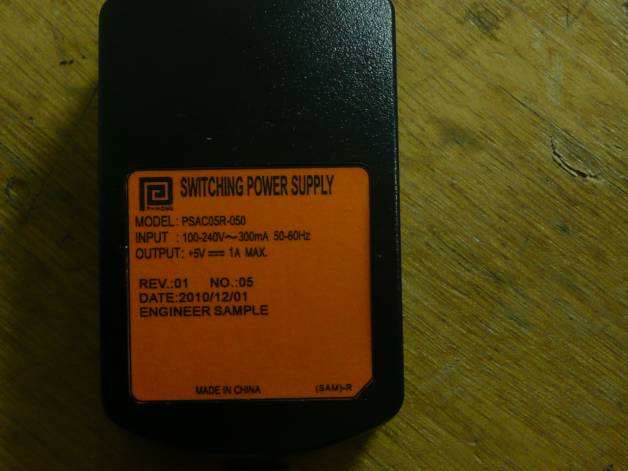 SWITCHING POWER SUPPLY
PHIHONG
MODEL: PSAC05R-050
INPUT : 100-240V~300mA 50-60Hz
OUTPUT: +5V ⎓ 1A MAX.
REV.:01 NO.:05
DATE:2010/12/01
ENGINEER SAMPLE
MADE IN CHINA (SAM)-R